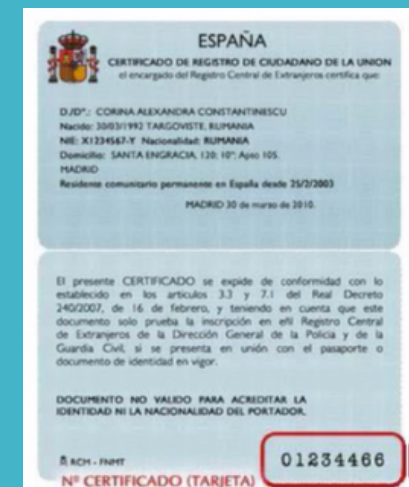 ESPAÑA
CERTIFICADO DE REGISTRO DE CIUDADANO DE LA UNION
el encargado del Registro Central de Extranjeros certifica que:
D./Dª.: CORINA ALEXANDRA CONSTANTINESCU
Nacido: 30/03/1992 TARGOVISTE, RUMANIA
NIE: X1234567-Y Nacionalidad: RUMANIA
Domicilio: SANTA ENGRACIA, 120; 10º; Apto 105.
MADRID
Residente comunitario permanente en España desde 25/2/2003
MADRID 30 de marzo de 2010.
El presente CERTIFICADO se expide de conformidad con lo
establecido en los artículos 3.3 y 7.1 del Real Decreto
240/2007, de 16 de febrero, y teniendo en cuenta que este
documento solo prueba la inscripción en efil Registro Central
de Extranjeros de la Dirección General de la Policia y de la
Guardia Civil, si se presenta en unión con el pasaporte o
documento de identidad en vigor.
DOCUMENTO NO VALIDO PARA ACREDITAR LA
IDENTIDAD NI LA NACIONALIDAD DEL PORTADOR.
RCM - FNMT
01234466
Nº CERTIFICADO (TARJETA)